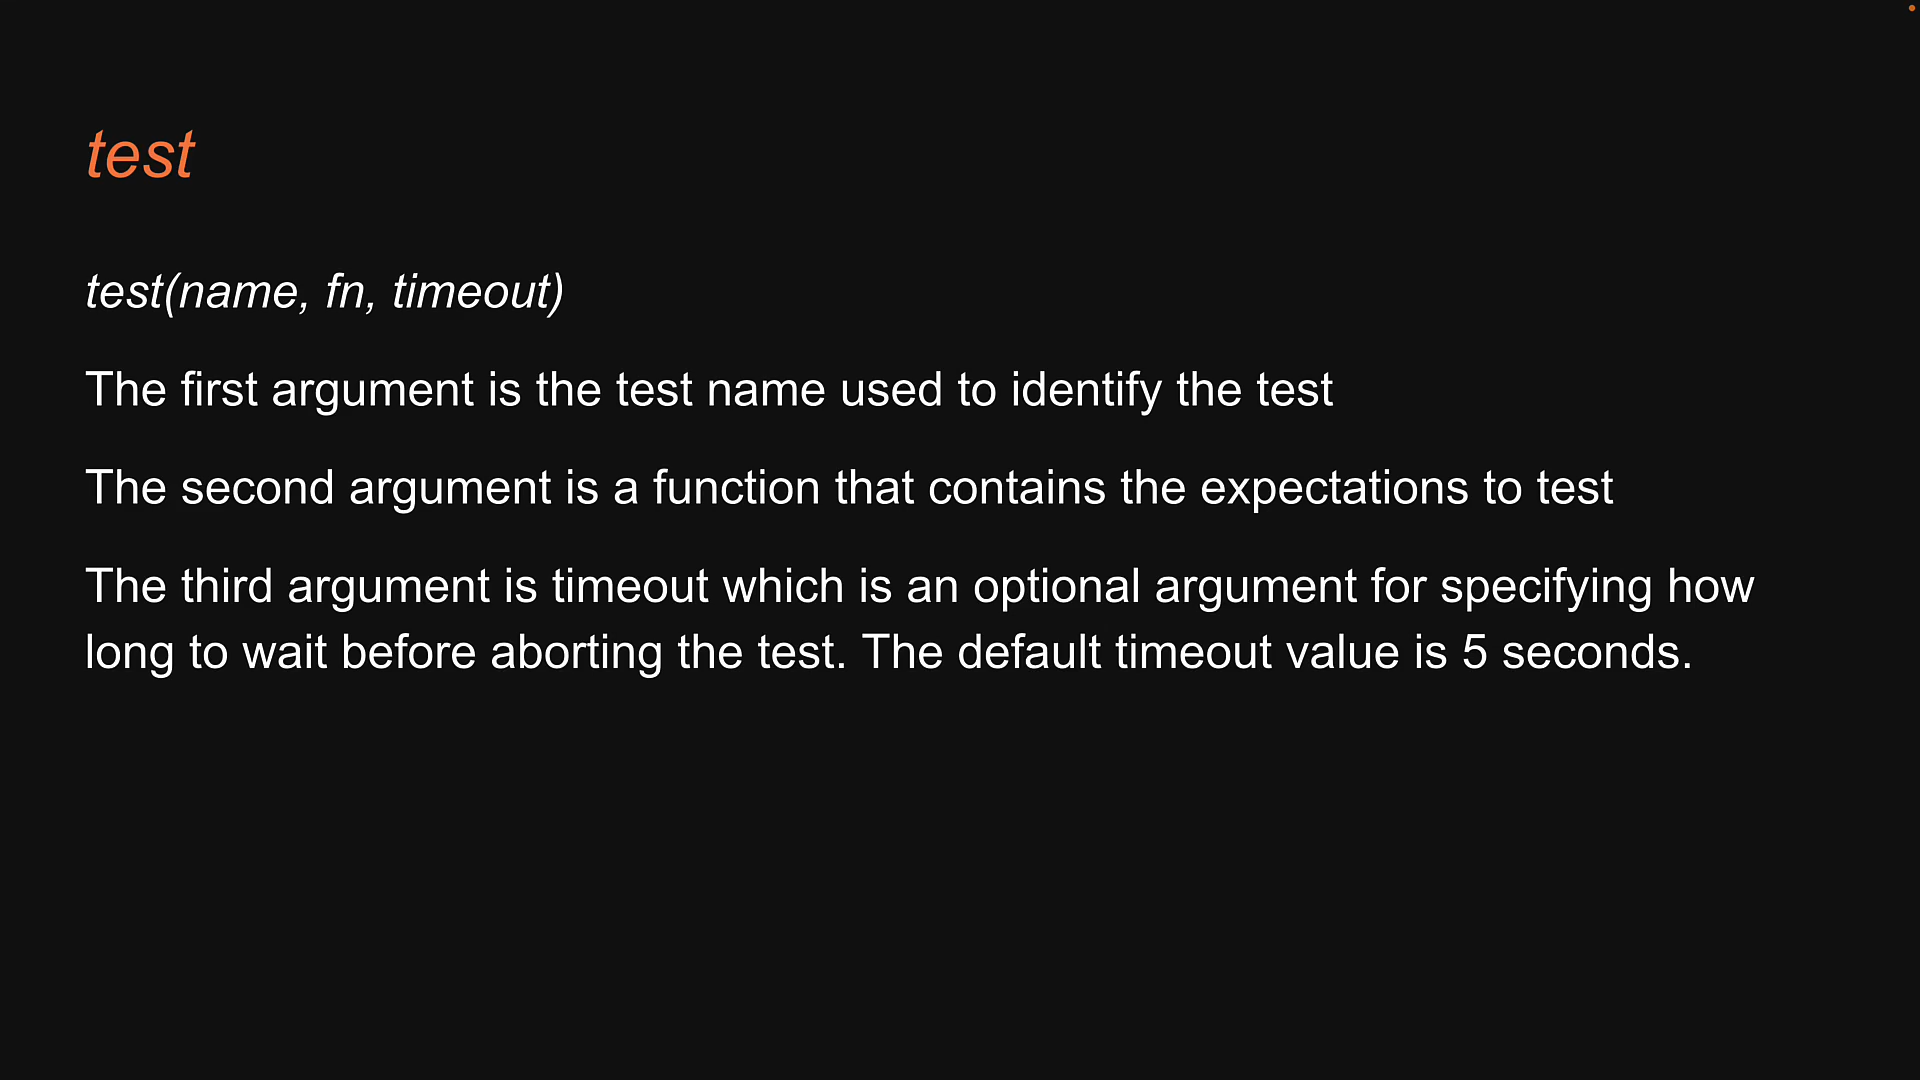 test
test(name, fn, timeout)
The first argument is the test name used to identify the test
The second argument is a function that contains the expectations to test
The third argument is timeout which is an optional argument for specifying how
long to wait before aborting the test. The default timeout value is 5 seconds.